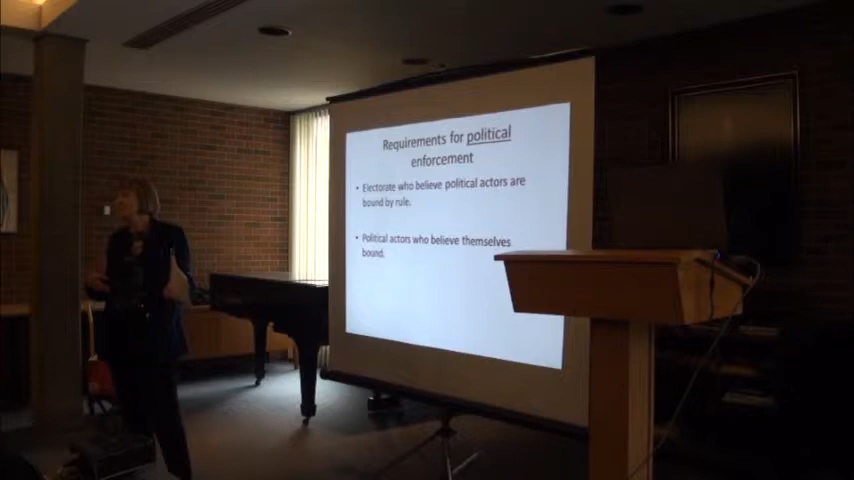 Requirements for political
enforcement
• Electorate who believe political actors are
bound by rule.
• Political actors who believe themselves
bound.